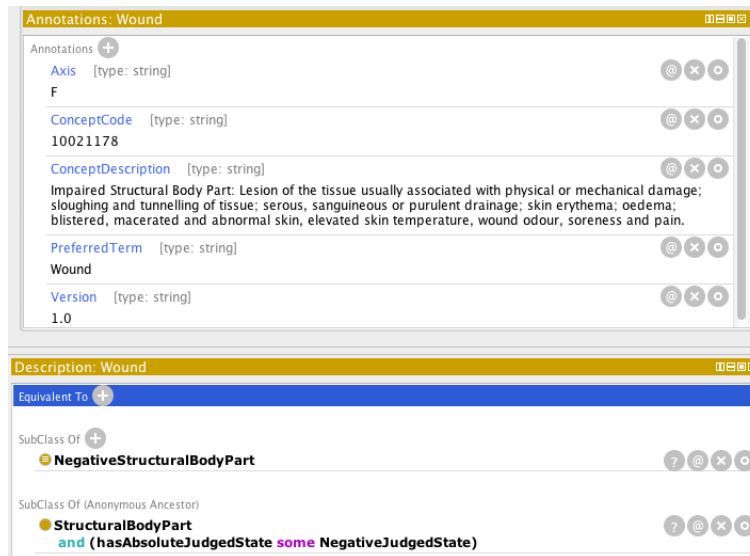 Annotations: Wound
Annotations
Axis [type: string]
F
ConceptCode [type: string]
10021178
ConceptDescription [type: string]
Impaired Structural Body Part: Lesion of the tissue usually associated with physical or mechanical damage;
sloughing and tunnelling of tissue; serous, sanguineous or purulent drainage; skin erythema; oedema;
blistered, macerated and abnormal skin, elevated skin temperature, wound odour, soreness and pain.
PreferredTerm [type: string]
Wound
Version [type: string]
1.0
Description: Wound
Equivalent To
SubClass Of
NegativeStructuralBodyPart
SubClass Of (Anonymous Ancestor)
StructuralBodyPart
and (hasAbsoluteJudgedState some NegativeJudgedState)